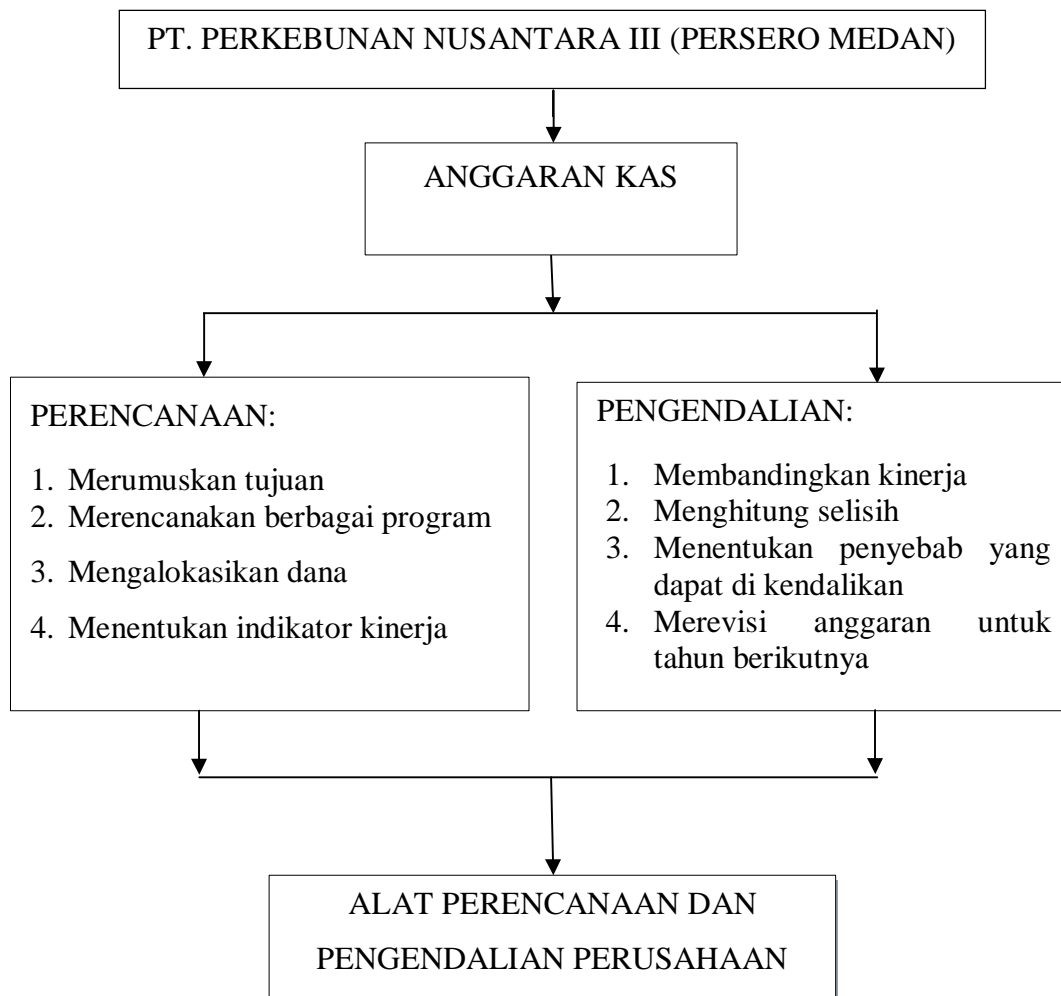 PT. PERKEBUNAN NUSANTARA III (PERSERO MEDAN)
ANGGARAN KAS
PERENCANAAN:
1. Merumuskan tujuan
2. Merencanakan berbagai program
3. Mengalokasikan dana
4. Menentukan indikator kinerja
PENGENDALIAN:
1. Membandingkan kinerja
2. Menghitung selisih
3. Menentukan penyebab yang
dapat di kendalikan
4. Merevisi anggaran untuk
tahun berikutnya
ALAT PERENCANAAN DAN
PENGENDALIAN PERUSAHAAN